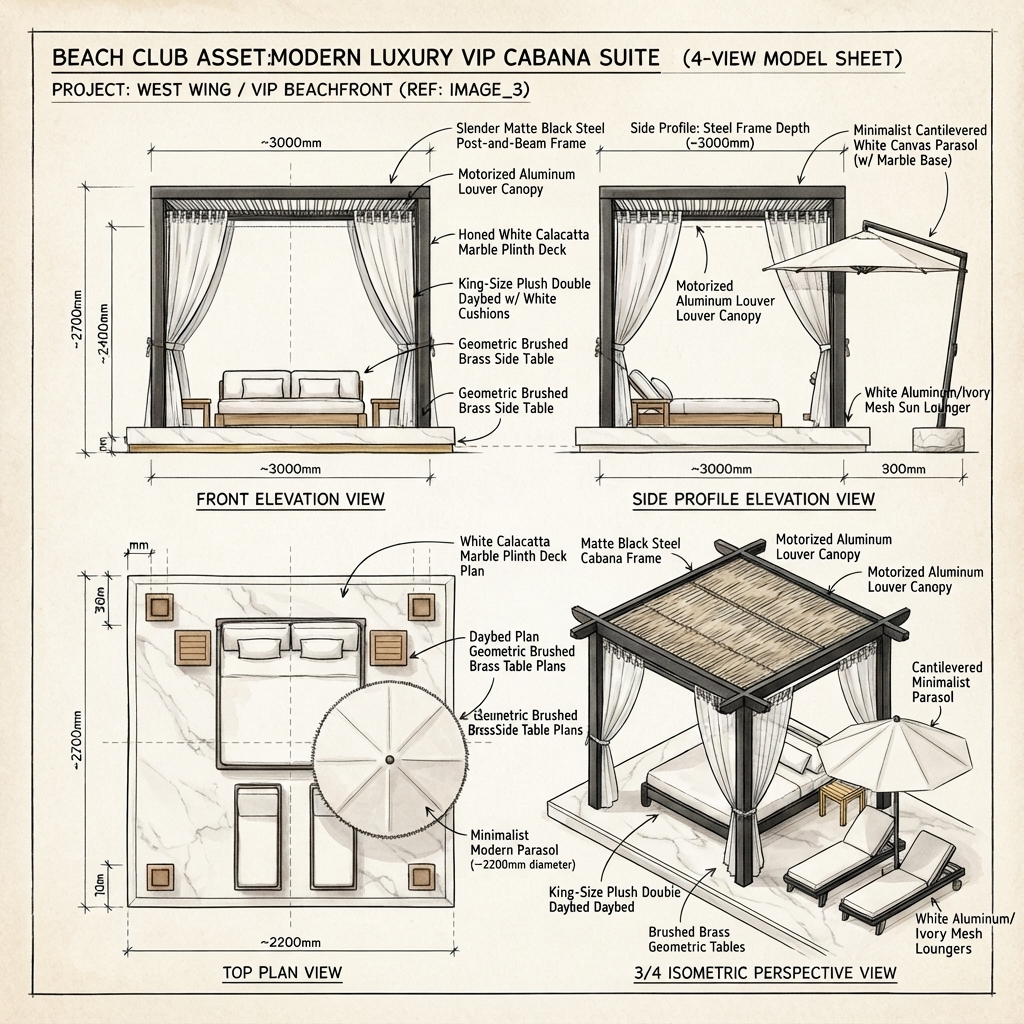 BEACH CLUB ASSET:MODERN LUXURY VIP CABANA SUITE (4-VIEW MODEL SHEET)
PROJECT: WEST WING / VIP BEACHFRONT (REF: IMAGE_3)
~3000mm
Slender Matte Black Steel
Post-and-Beam Frame
Motorized Aluminum
Louver Canopy
Honed White Calacatta
Marble Plinth Deck
King-Size Plush Double
Daybed w/ White
Cushions
Geometric Brushed
Brass Side Table
Geometric Brushed
Brass Side Table
~2700mm
~2400mm
~3000mm
FRONT ELEVATION VIEW
Side Profile: Steel Frame Depth
(~3000mm)
Minimalist Cantilevered
White Canvas Parasol
(w/ Marble Base)
Motorized
Aluminum Louver
Louver Canopy
White Aluminum/Ivory
Mesh Sun Lounger
~3000mm
300mm
SIDE PROFILE ELEVATION VIEW
mm
White Calacatta
Marble Plinth Deck
Plan
Daybed Plan
Geometric Brushed
Brass Table Plans
Brushed
Table Plans
Minimalist
Modern Parasol
(~2200mm diameter)
~2700mm
~2200mm
TOP PLAN VIEW
Matte Black Steel
Cabana Frame
Motorized Aluminum
Louver Canopy
Motorized Aluminum
Louver Canopy
Cantilevered
Minimalist
Parasol
King-Size Plush Double
Daybed Daybed
Brushed Brass
Geometric Tables
White Aluminum/
Ivory Mesh
Loungers
3/4 ISOMETRIC PERSPECTIVE VIEW